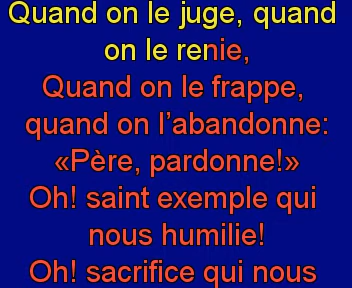 Quand on le juge, quand
on le renie,
Quand on le frappe,
quand on l’abandonne:
«Père, pardonne!»
Oh! saint exemple qui
nous humilie!
Oh! sacrifice qui nous